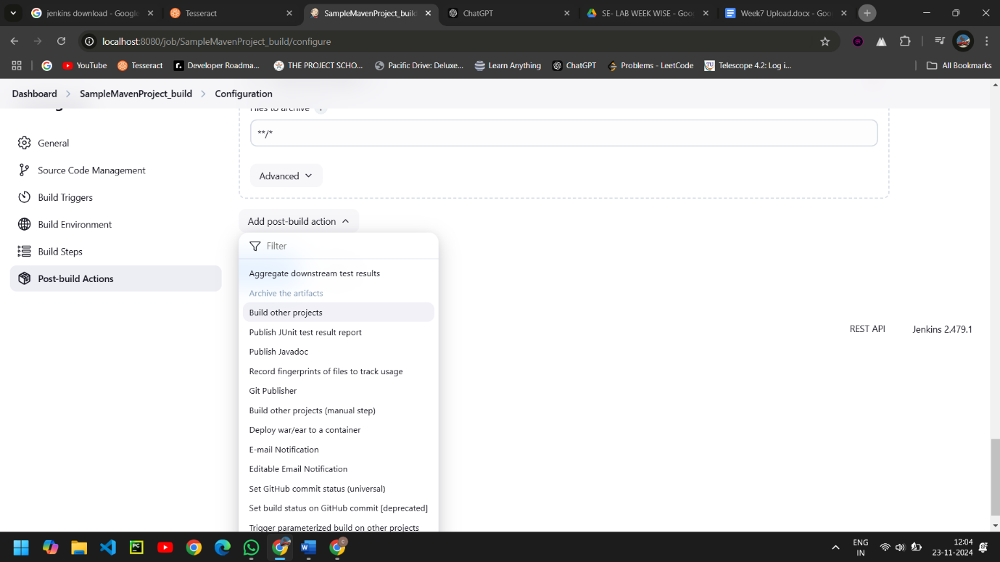 jenkins download - Google
Tesseract
SampleMavenProject_build
ChatGPT
SE- LAB WEEK WISE - Goo
Week7 Upload.docx - Goo
localhost:8080/job/SampleMavenProject_build/configure
YouTube
Tesseract
Developer Roadma...
THE PROJECT SCHO...
Pacific Drive: Deluxe...
Learn Anything
ChatGPT
Problems - LeetCode
Telescope 4.2: Log i...
All Bookmarks
Dashboard
SampleMavenProject_build
Configuration
Files to archive ?
**/*
General
Source Code Management
Build Triggers
Build Environment
Build Steps
Post-build Actions
Advanced
Add post-build action
Filter
Aggregate downstream test results
Archive the artifacts
Build other projects
Publish JUnit test result report
Publish Javadoc
Record fingerprints of files to track usage
Git Publisher
Build other projects (manual step)
Deploy war/ear to a container
E-mail Notification
Editable Email Notification
Set GitHub commit status (universal)
Set build status on GitHub commit [deprecated]
Trigger parameterized build on other projects
REST API
Jenkins 2.479.1
ENG
IN
12:04
23-11-2024